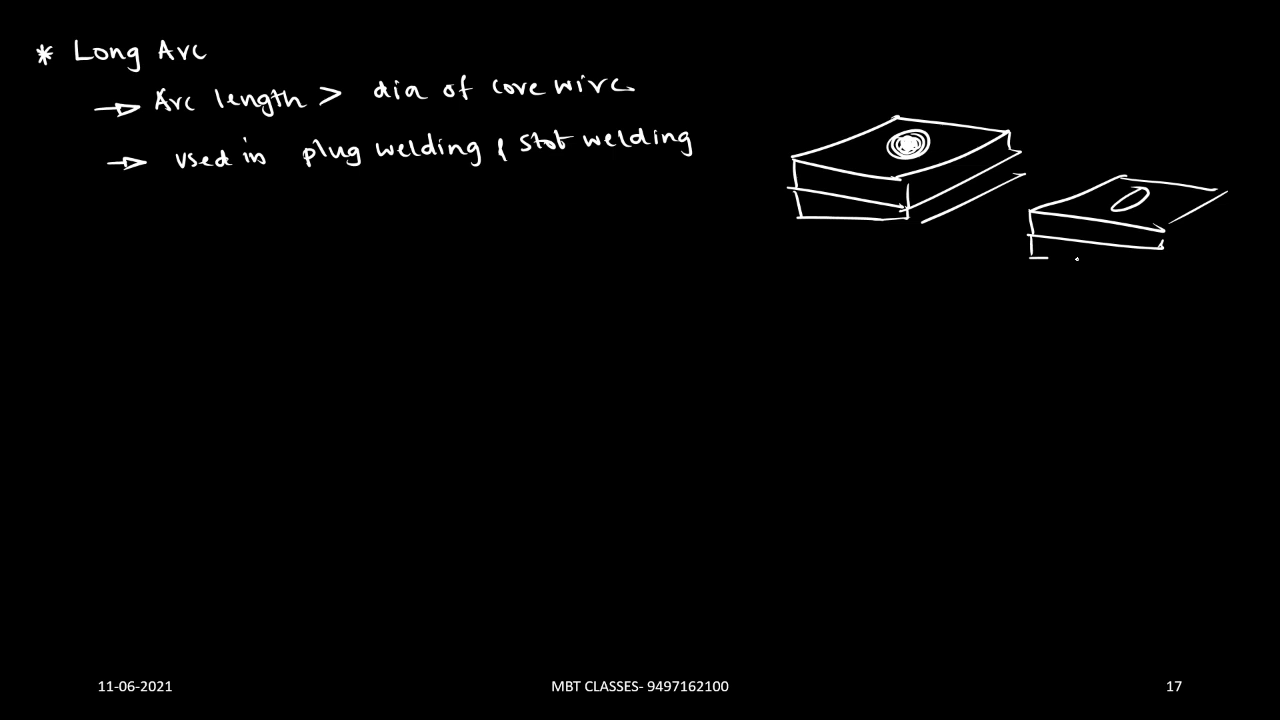 * Long Arc
→ Arc length > dia of core wire
→ Used in plug welding & slot welding
11-06-2021
MBT CLASSES- 9497162100
17